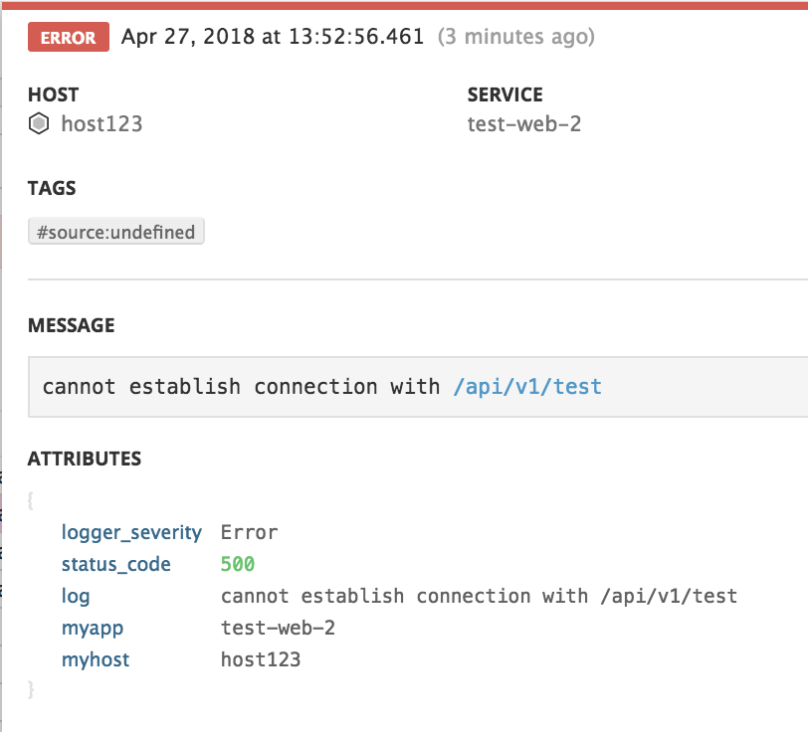 ERROR Apr 27, 2018 at 13:52:56.461 (3 minutes ago)
HOST
host123
SERVICE
test-web-2
TAGS
#source:undefined
MESSAGE
cannot establish connection with /api/v1/test
ATTRIBUTES
{
logger_severity Error
status_code 500
log cannot establish connection with /api/v1/test
myapp test-web-2
myhost host123
}